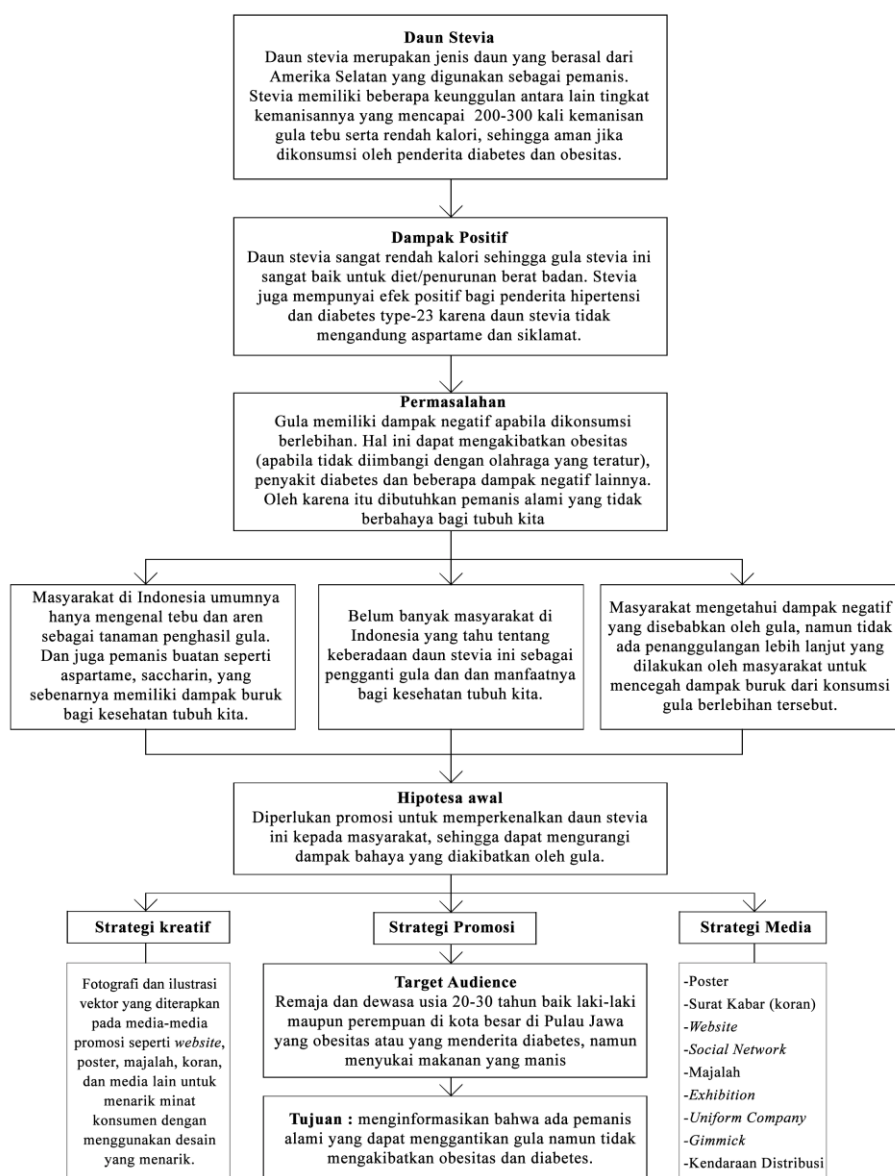 Daun Stevia
Daun stevia merupakan jenis daun yang berasal dari
Amerika Selatan yang digunakan sebagai pemanis.
Stevia memiliki beberapa keunggulan antara lain tingkat
kemanisannya yang mencapai 200-300 kali kemanisan
gula tebu serta rendah kalori, sehingga aman jika
dikonsumsi oleh penderita diabetes dan obesitas.
Dampak Positif
Daun stevia sangat rendah kalori sehingga gula stevia ini
sangat baik untuk diet/penurunan berat badan. Stevia
juga mempunyai efek positif bagi penderita hipertensi
dan diabetes type-23 karena daun stevia tidak
mengandung aspartame dan siklamat.
Permasalahan
Gula memiliki dampak negatif apabila dikonsumsi
berlebihan. Hal ini dapat mengakibatkan obesitas
(apabila tidak diimbangi dengan olahraga yang teratur),
penyakit diabetes dan beberapa dampak negatif lainnya.
Oleh karena itu dibutuhkan pemanis alami yang tidak
berbahaya bagi tubuh kita
Masyarakat di Indonesia umumnya
hanya mengenal tebu dan aren
sebagai tanaman penghasil gula.
Dan juga pemanis buatan seperti
aspartame, saccharin, yang
sebenarnya memiliki dampak buruk
bagi kesehatan tubuh kita.
Belum banyak masyarakat di
Indonesia yang tahu tentang
keberadaan daun stevia ini sebagai
pengganti gula dan dan manfaatnya
bagi kesehatan tubuh kita.
Masyarakat mengetahui dampak negatif
yang disebabkan oleh gula, namun tidak
ada penanggulangan lebih lanjut yang
dilakukan oleh masyarakat untuk
mencegah dampak buruk dari konsumsi
gula berlebihan tersebut.
Hipotesa awal
Diperlukan promosi untuk memperkenalkan daun stevia
ini kepada masyarakat, sehingga dapat mengurangi
dampak bahaya yang diakibatkan oleh gula.
Strategi kreatif
Fotografi dan ilustrasi
vektor yang diterapkan
pada media-media
promosi seperti website,
poster, majalah, koran,
dan media lain untuk
menarik minat
konsumen dengan
menggunakan desain
yang menarik.
Strategi Promosi
Target Audience
Remaja dan dewasa usia 20-30 tahun baik laki-laki
maupun perempuan di kota besar di Pulau Jawa
yang obesitas atau yang menderita diabetes, namun
menyukai makanan yang manis
Tujuan : menginformasikan bahwa ada pemanis
alami yang dapat menggantikan gula namun tidak
mengakibatkan obesitas dan diabetes.
Strategi Media
-Poster
-Surat Kabar (koran)
-Website
-Social Network
-Majalah
-Exhibition
-Uniform Company
-Gimmick
-Kendaraan Distribusi